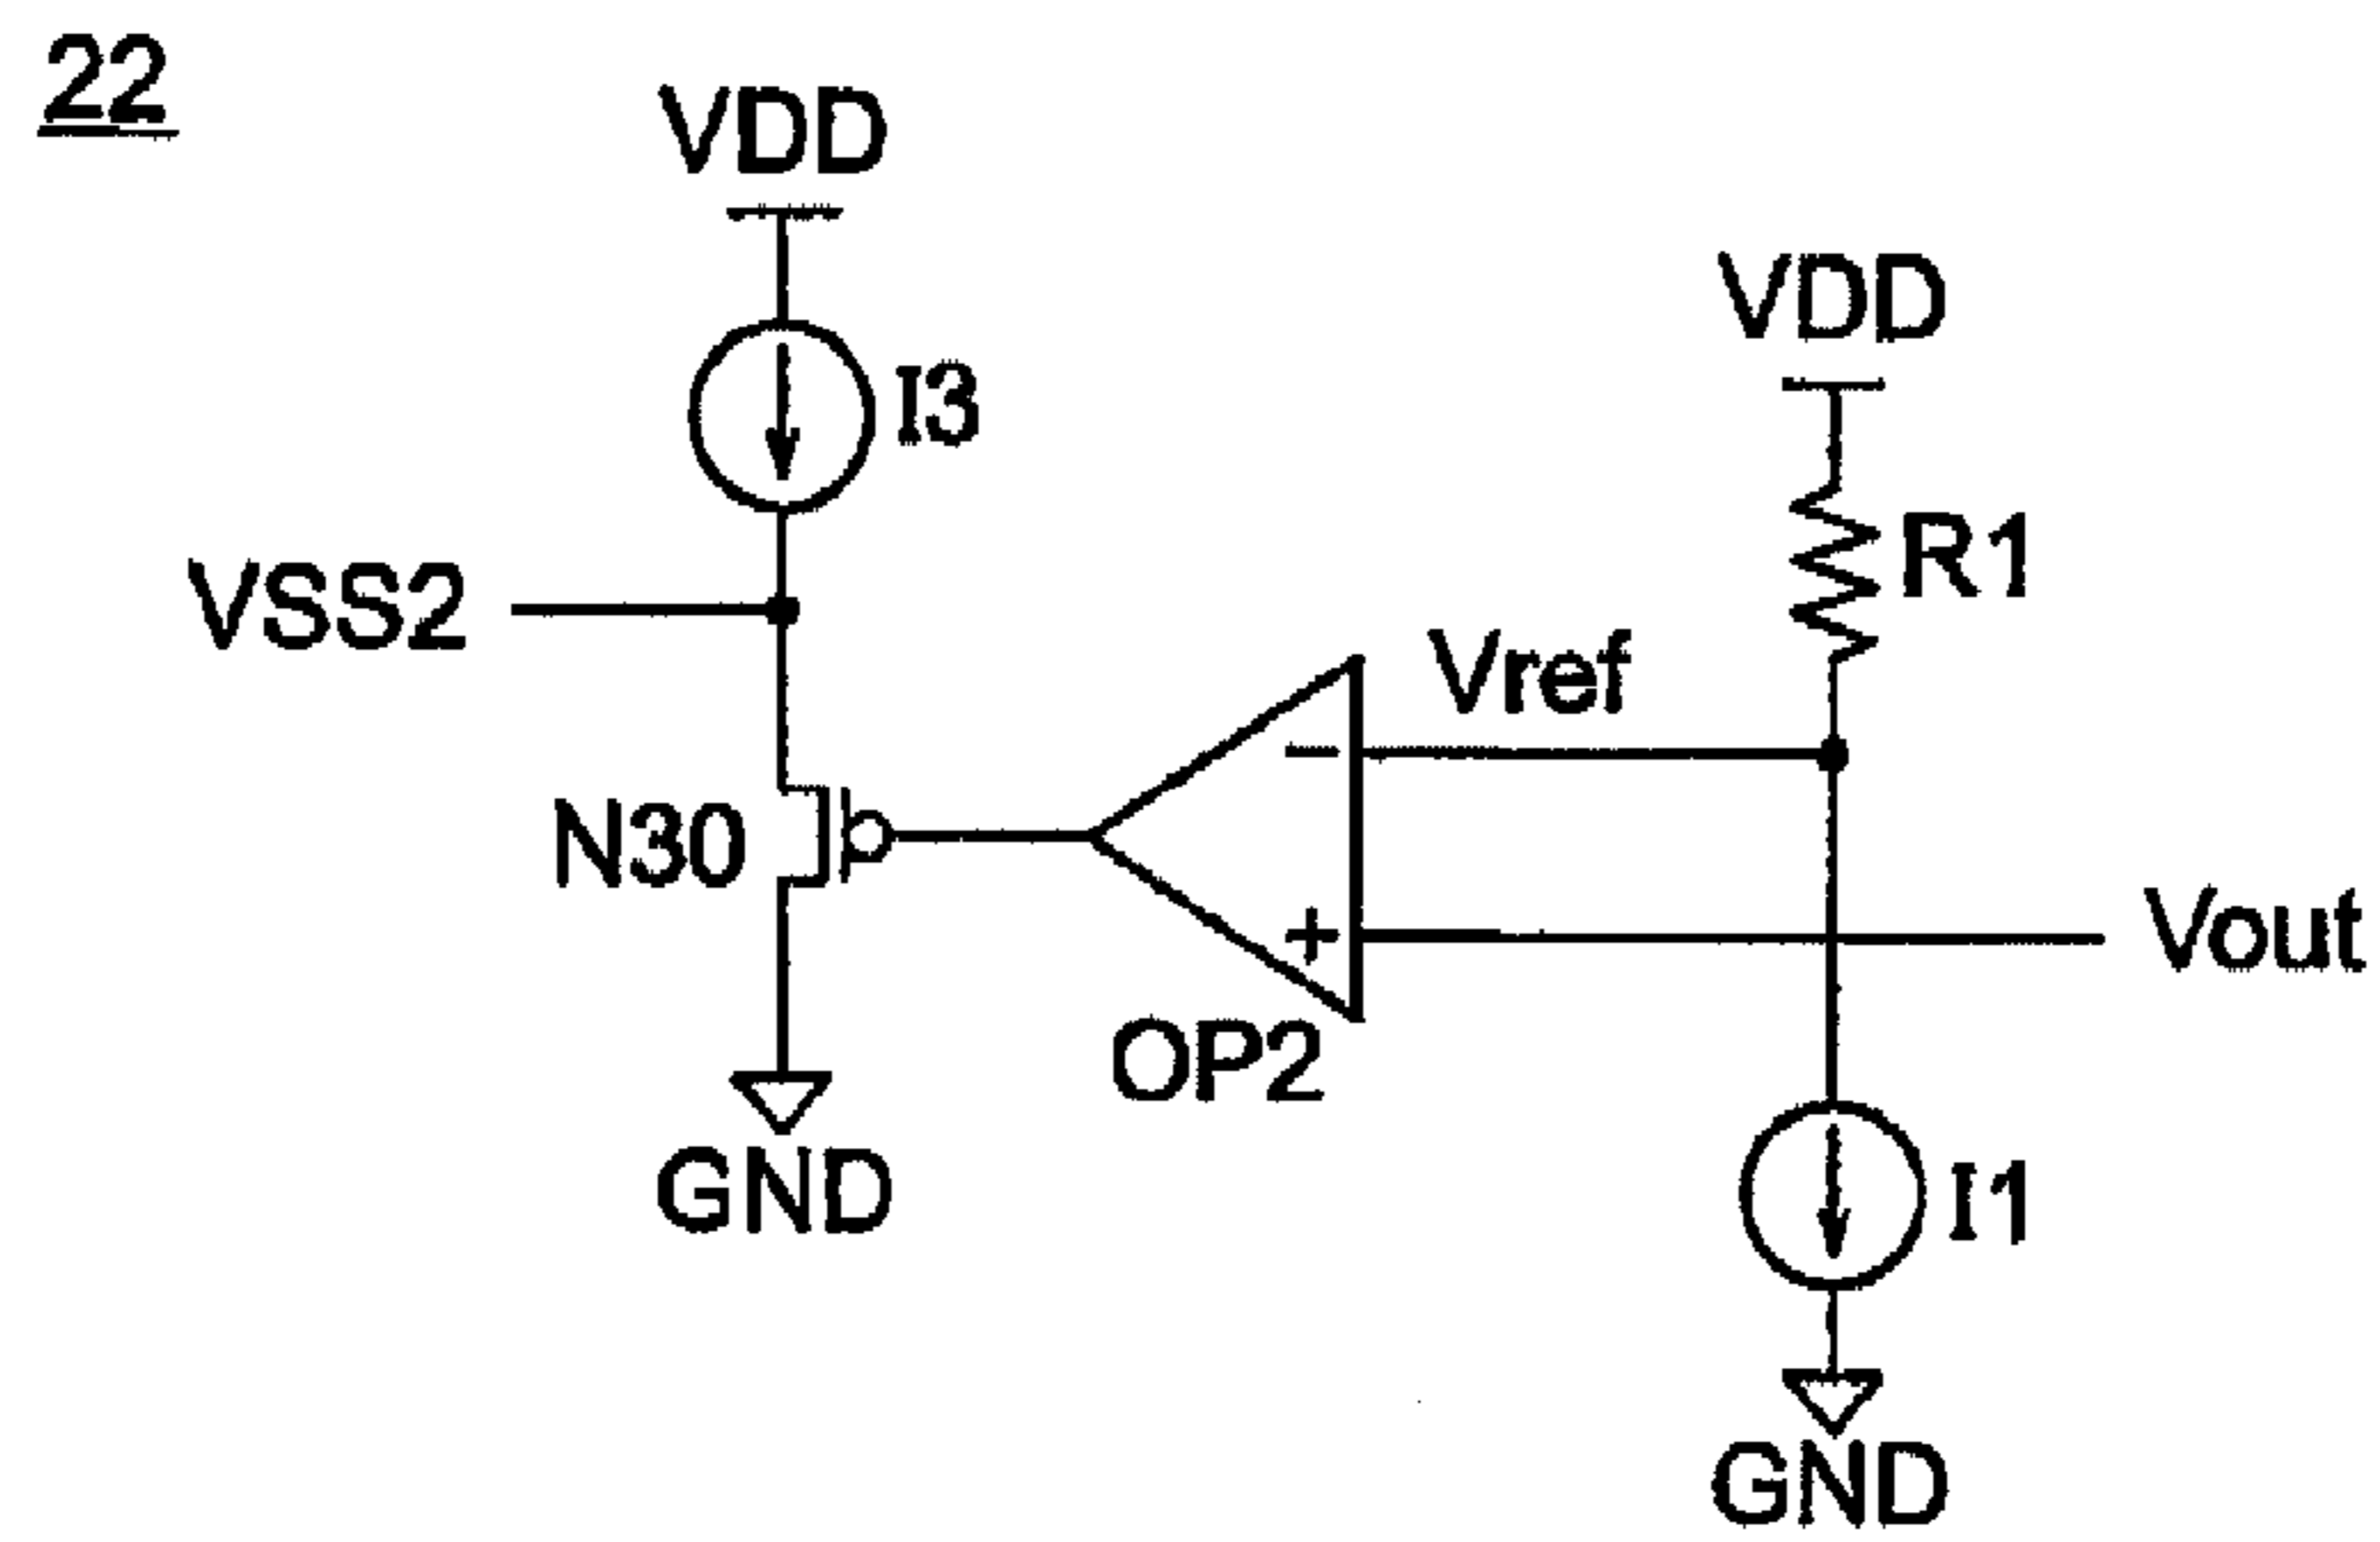 22
VDD
VDD
I3
R1
VSS2
Vref
−
N30
+
Vout
OP2
GND
I1
GND